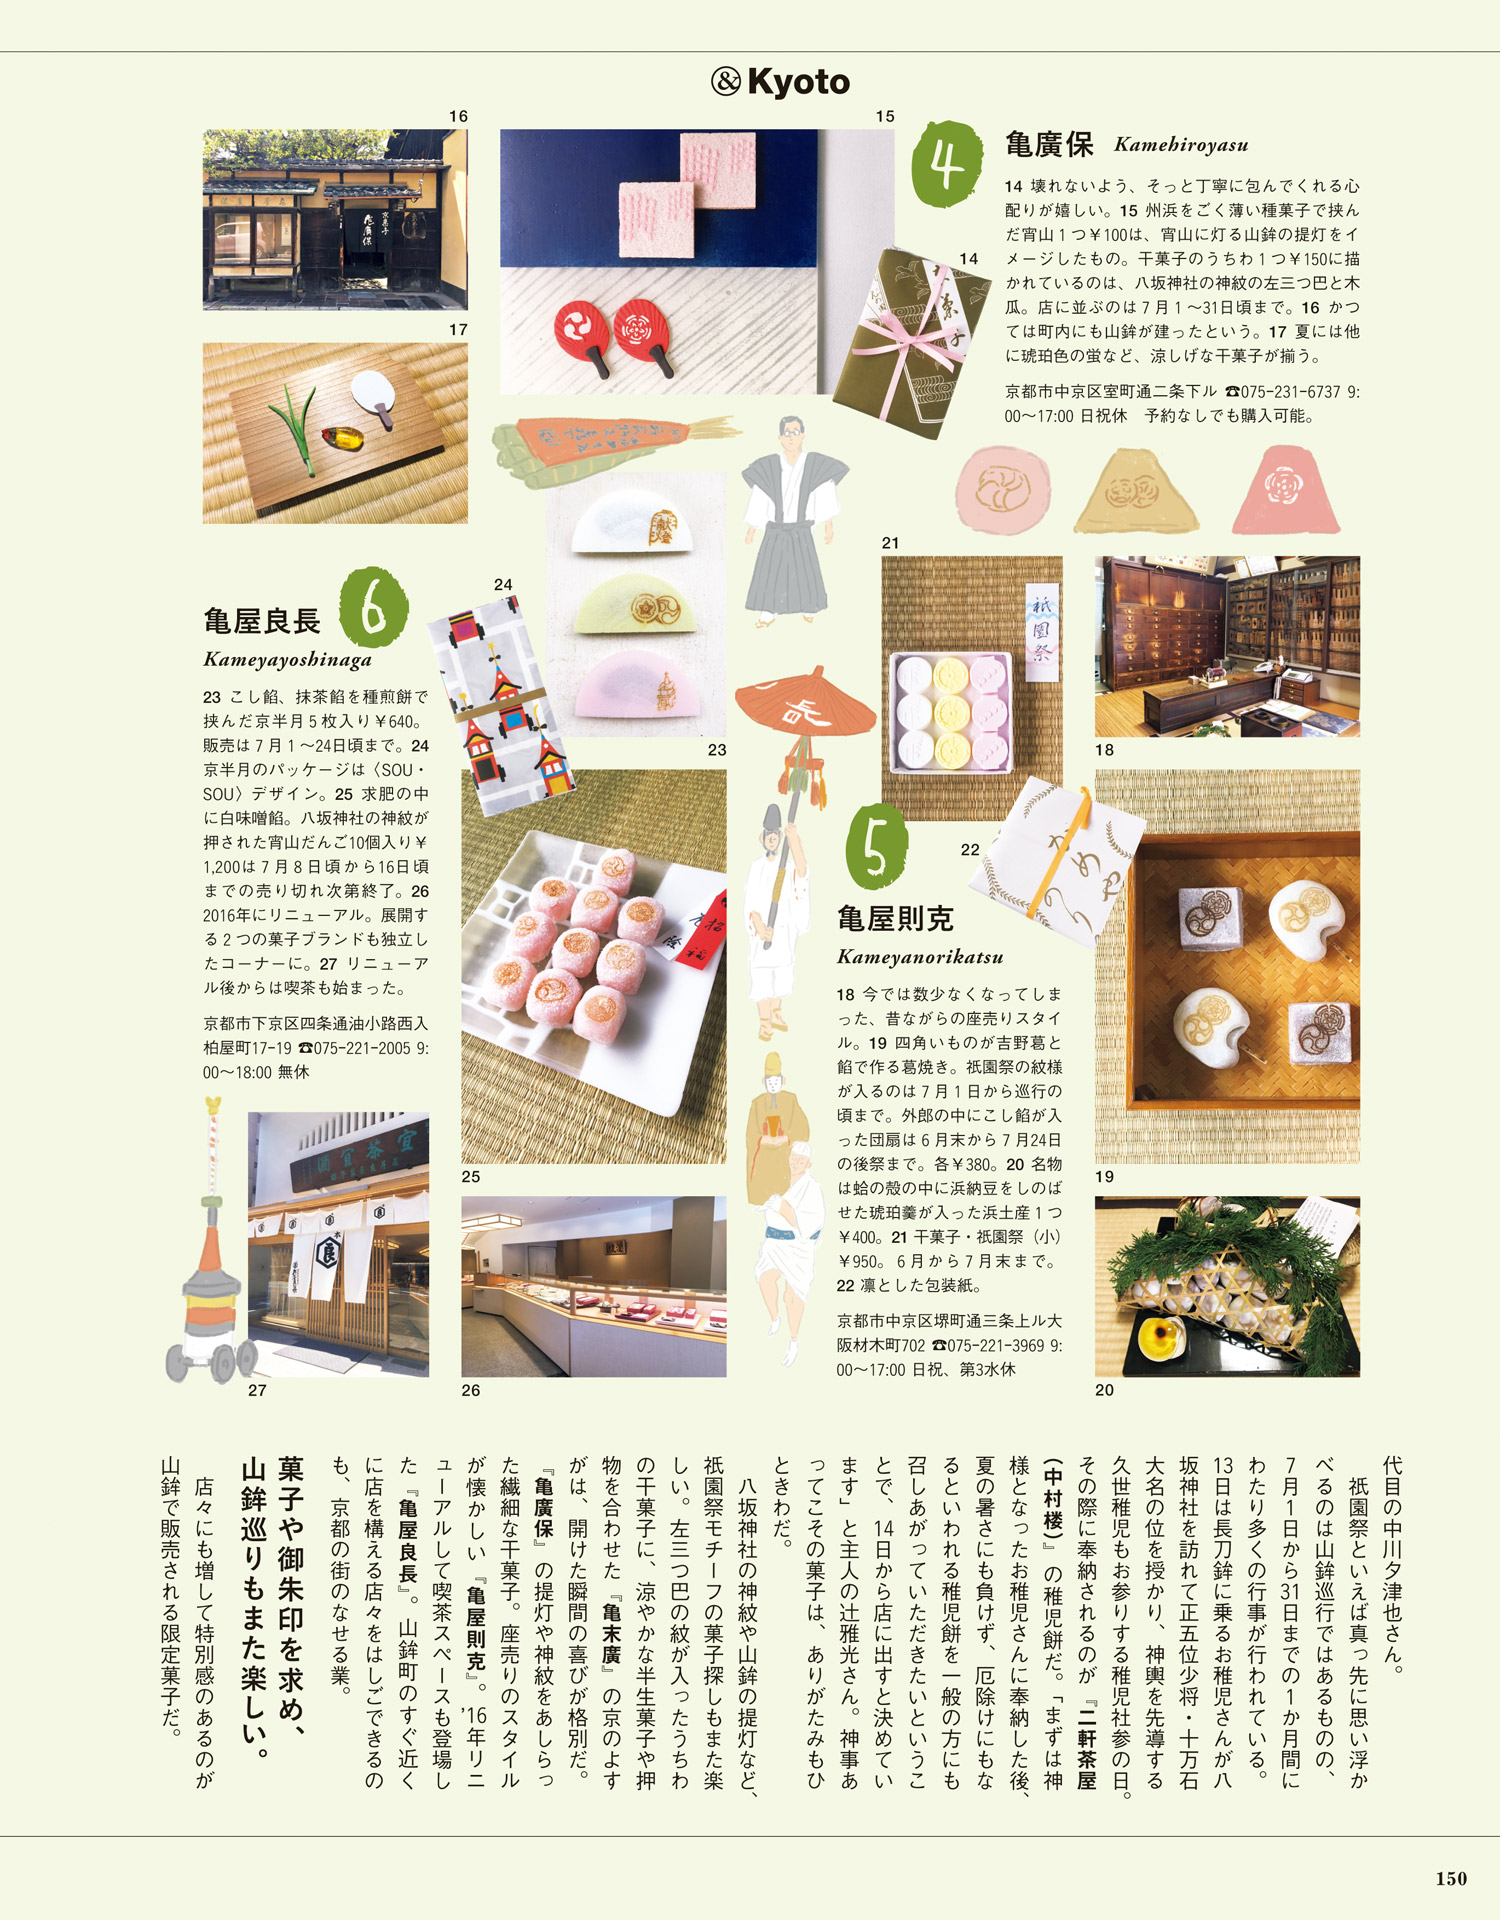 &Kyoto
16
15
14
17
4
亀廣保 Kamehiroyasu
14 壊れないよう、そっと丁寧に包んでくれる心
配りが嬉しい。15 州浜をごく薄い種菓子で挟ん
だ宵山1つ¥100は、宵山に灯る山鉾の提灯をイ
メージしたもの。干菓子のうちわ1つ¥150に描
かれているのは、八坂神社の神紋の左三つ巴と木
瓜。店に並ぶのは7月1〜31日頃まで。16 かつ
ては町内にも山鉾が建ったという。17 夏には他
に琥珀色の蛍など、涼しげな干菓子が揃う。
京都市中京区室町通二条下ル ☎075-231-6737 9:
00〜17:00 日祝休　予約なしでも購入可能。
献燈
長
祇園祭
21
18
24
23
6
亀屋良長
Kameyayoshinaga
23 こし餡、抹茶餡を種煎餅で
挟んだ京半月5枚入り¥640。
販売は7月1〜24日頃まで。24
京半月のパッケージは〈SOU・
SOU〉デザイン。25 求肥の中
に白味噌餡。八坂神社の神紋が
押された宵山だんご10個入り¥
1,200は7月8日頃から16日頃
までの売り切れ次第終了。26
2016年にリニューアル。展開す
る2つの菓子ブランドも独立し
たコーナーに。27 リニューア
ル後からは喫茶も始まった。
京都市下京区四条通油小路西入
柏屋町17-19 ☎075-221-2005 9:
00〜18:00 無休
27
25
26
22
5
亀屋則克
Kameyanorikatsu
18 今では数少なくなってしま
った、昔ながらの座売りスタイ
ル。19 四角いものが吉野葛と
餡で作る葛焼き。祇園祭の紋様
が入るのは7月1日から巡行の
頃まで。外郎の中にこし餡が入
った団扇は6月末から7月24日
の後祭まで。各¥380。20 名物
は蛤の殻の中に浜納豆をしのば
せた琥珀羹が入った浜土産1つ
¥400。21 干菓子・祇園祭（小）
¥950。6月から7月末まで。
22 凛とした包装紙。
京都市中京区堺町通三条上ル大
阪材木町702 ☎075-221-3969 9:
00〜17:00 日祝、第3水休
19
20
代目の中川夕津也さん。
祇園祭といえば真っ先に思い浮か
べるのは山鉾巡行ではあるものの、
7月1日から31日までの1か月間に
わたり多くの行事が行われている。
13日は長刀鉾に乗るお稚児さんが八
坂神社を訪れて正五位少将・十万石
大名の位を授かり、神輿を先導する
久世稚児もお参りする稚児社参の日。
その際に奉納されるのが『二軒茶屋
（中村楼）』の稚児餅だ。「まずは神
様となったお稚児さんに奉納した後、
夏の暑さにも負けず、厄除けにもな
るといわれる稚児餅を一般の方にも
召しあがっていただきたいというこ
とで、14日から店に出すと決めてい
ます」と主人の辻雅光さん。神事あ
ってこその菓子は、ありがたみもひ
ときわだ。
八坂神社の神紋や山鉾の提灯など、
祇園祭モチーフの菓子探しもまた楽
しい。左三つ巴の紋が入ったうちわ
の干菓子に、涼やかな半生菓子や押
物を合わせた『亀末廣』の京のよす
がは、開けた瞬間の喜びが格別だ。
『亀廣保』の提灯や神紋をあしらっ
た繊細な干菓子。座売りのスタイル
が懐かしい『亀屋則克』。’16年リニ
ューアルして喫茶スペースも登場し
た『亀屋良長』。山鉾町のすぐ近く
に店を構える店々をはしごできるの
も、京都の街のなせる業。
菓子や御朱印を求め、
山鉾巡りもまた楽しい。
店々にも増して特別感のあるのが
山鉾で販売される限定菓子だ。
150